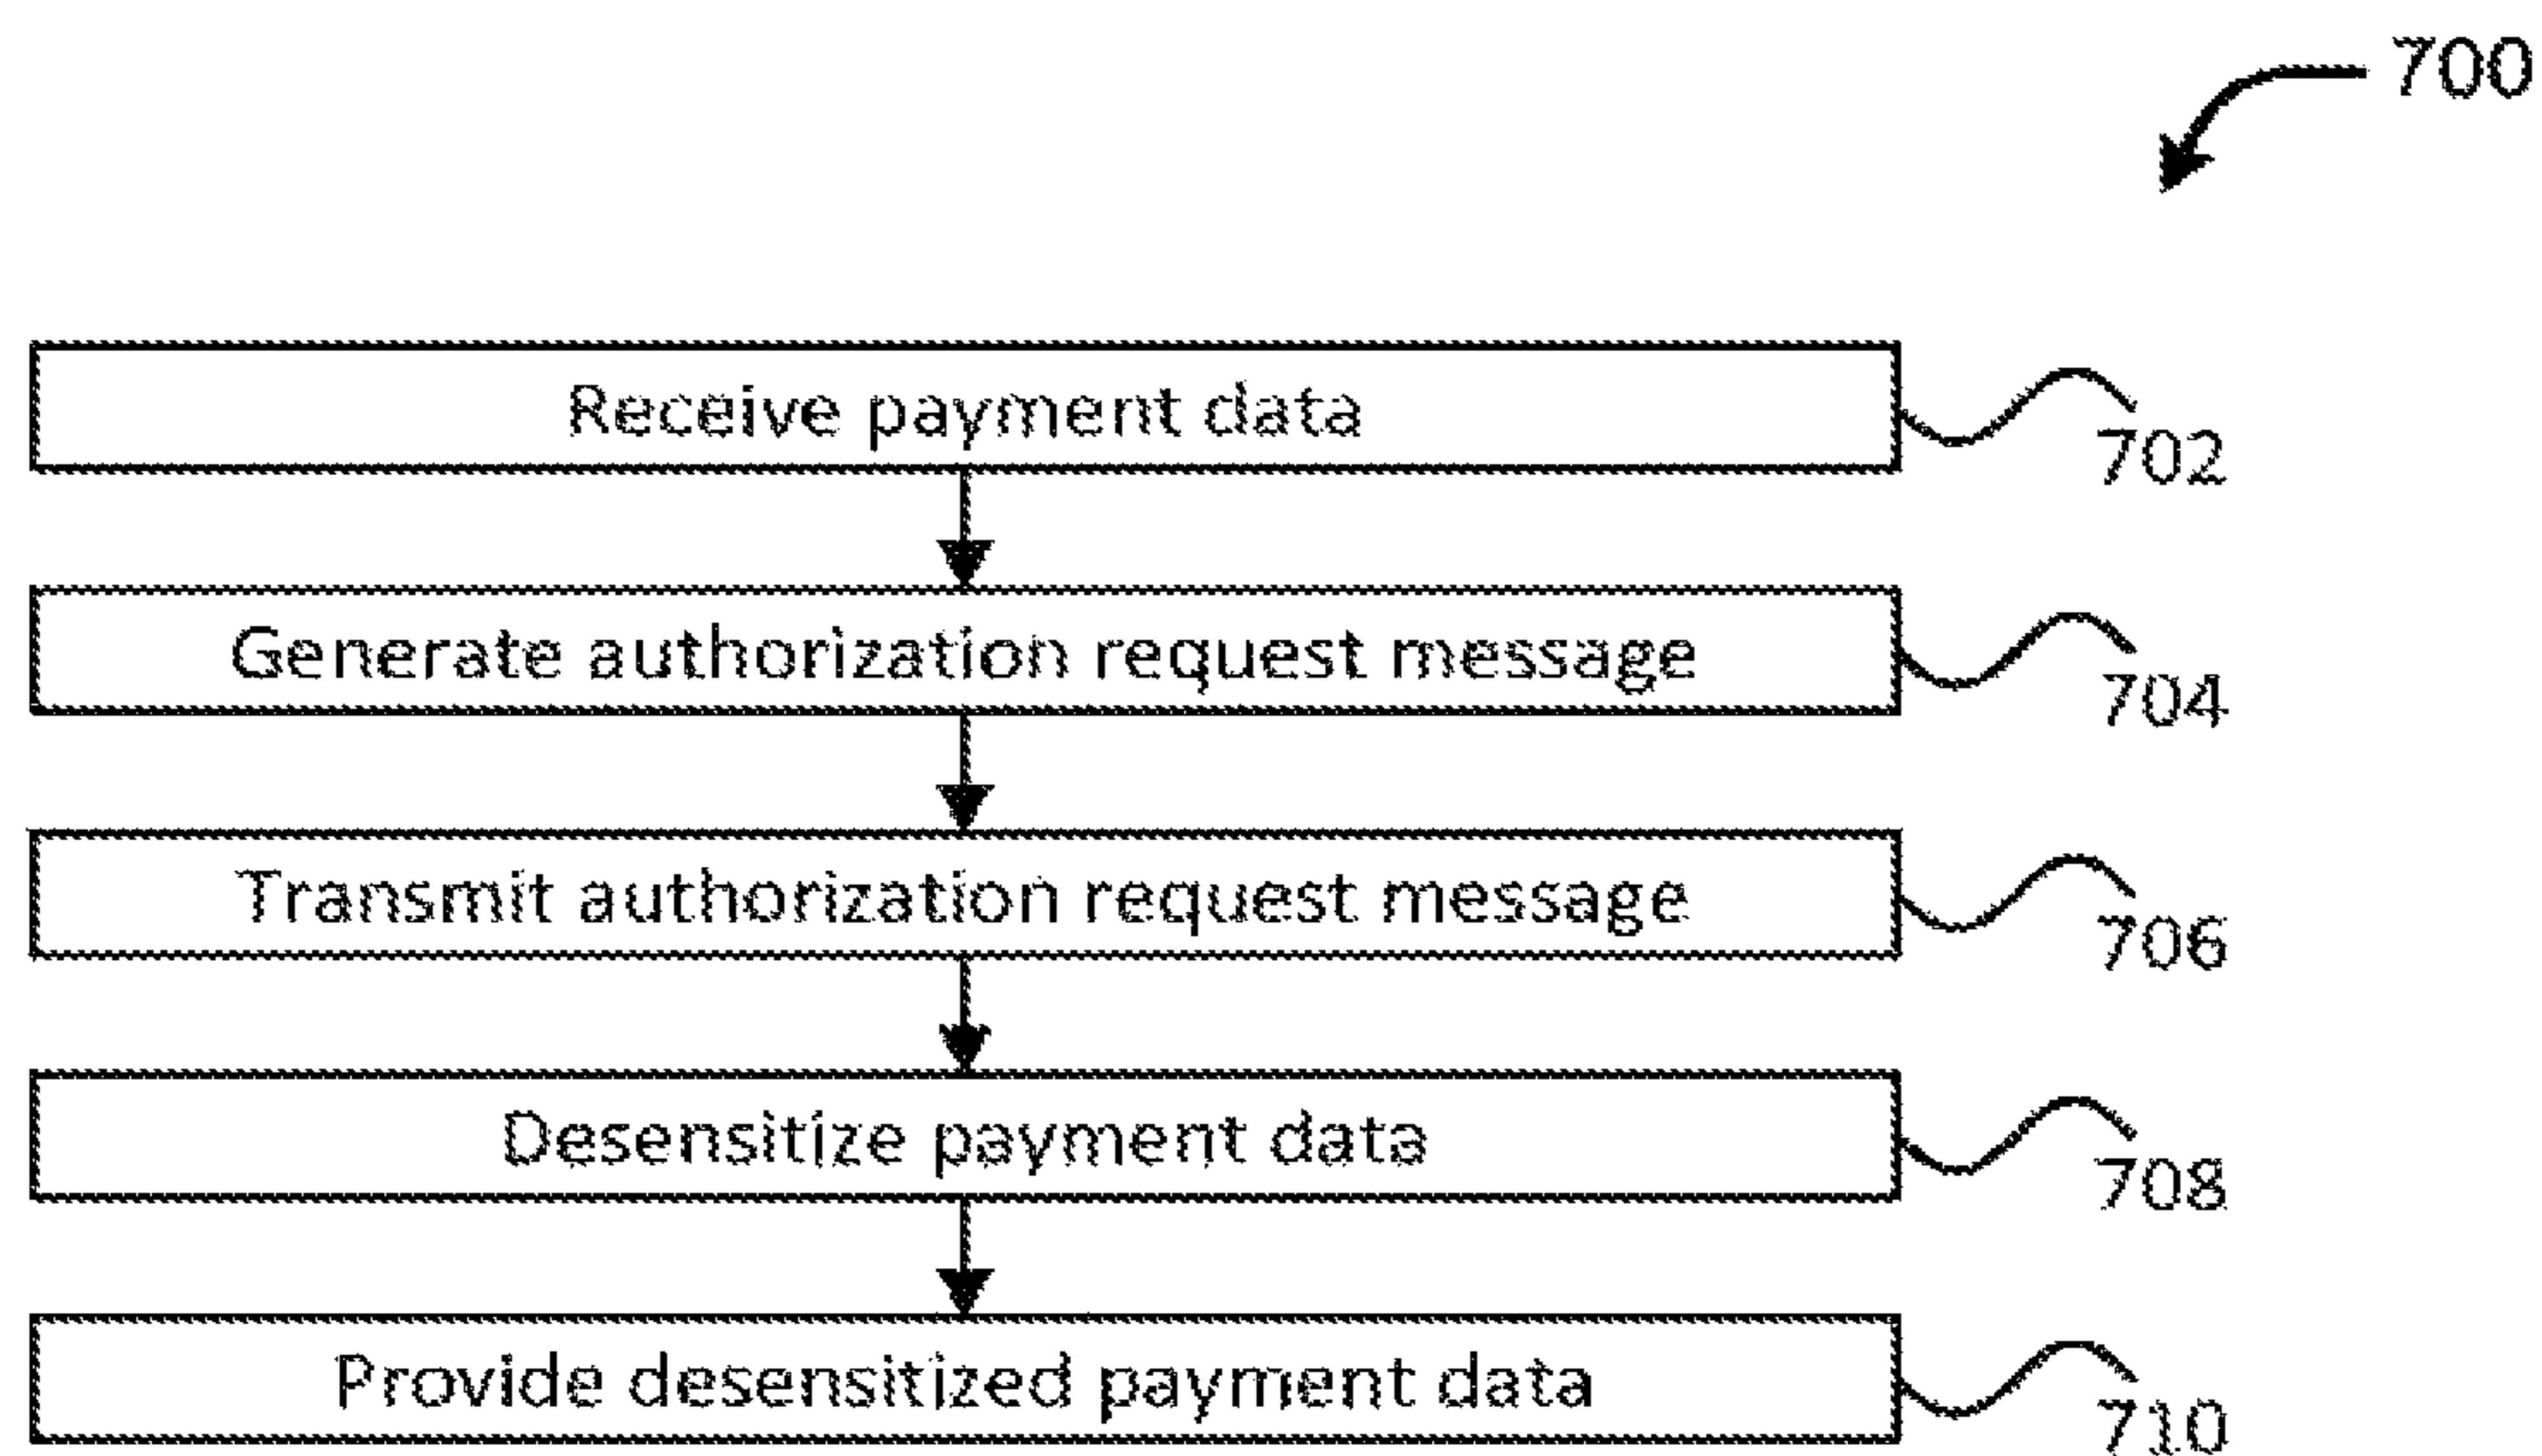 700
Receive payment data
702
Generate authorization request message
704
Transmit authorization request message
706
Desensitize payment data
708
Provide desensitized payment data
710